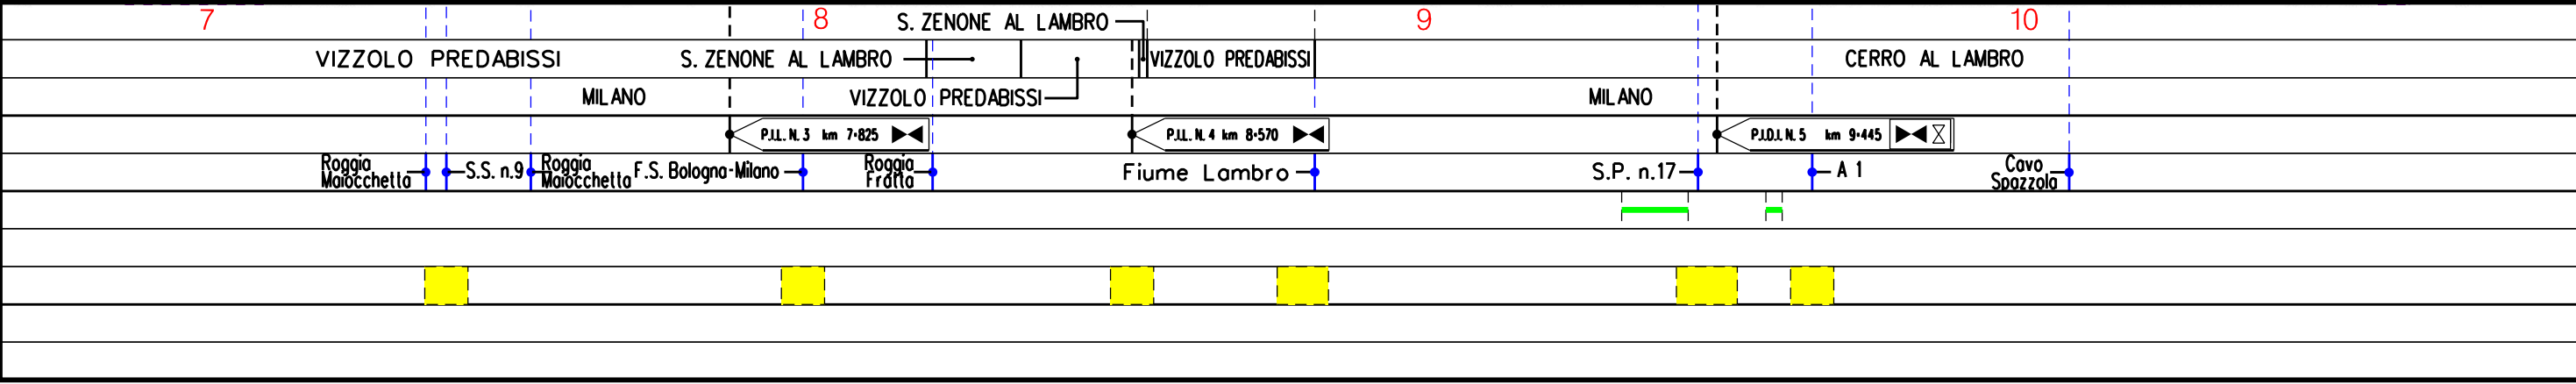 7
8
S. ZENONE AL LAMBRO
9
10
VIZZOLO PREDABISSI
S. ZENONE AL LAMBRO
VIZZOLO PREDABISSI
CERRO AL LAMBRO
MILANO
VIZZOLO PREDABISSI
MILANO
P.I.L. N. 3 km 7+825
P.I.L. N. 4 km 8+570
P.I.D.I. N. 5 km 9+445
Roggia
Maiocchetta
S.S. n.9
Roggia
Maiocchetta
F.S. Bologna-Milano
Roggia
Fratta
Fiume Lambro
S.P. n.17
A 1
Cavo
Spazzola